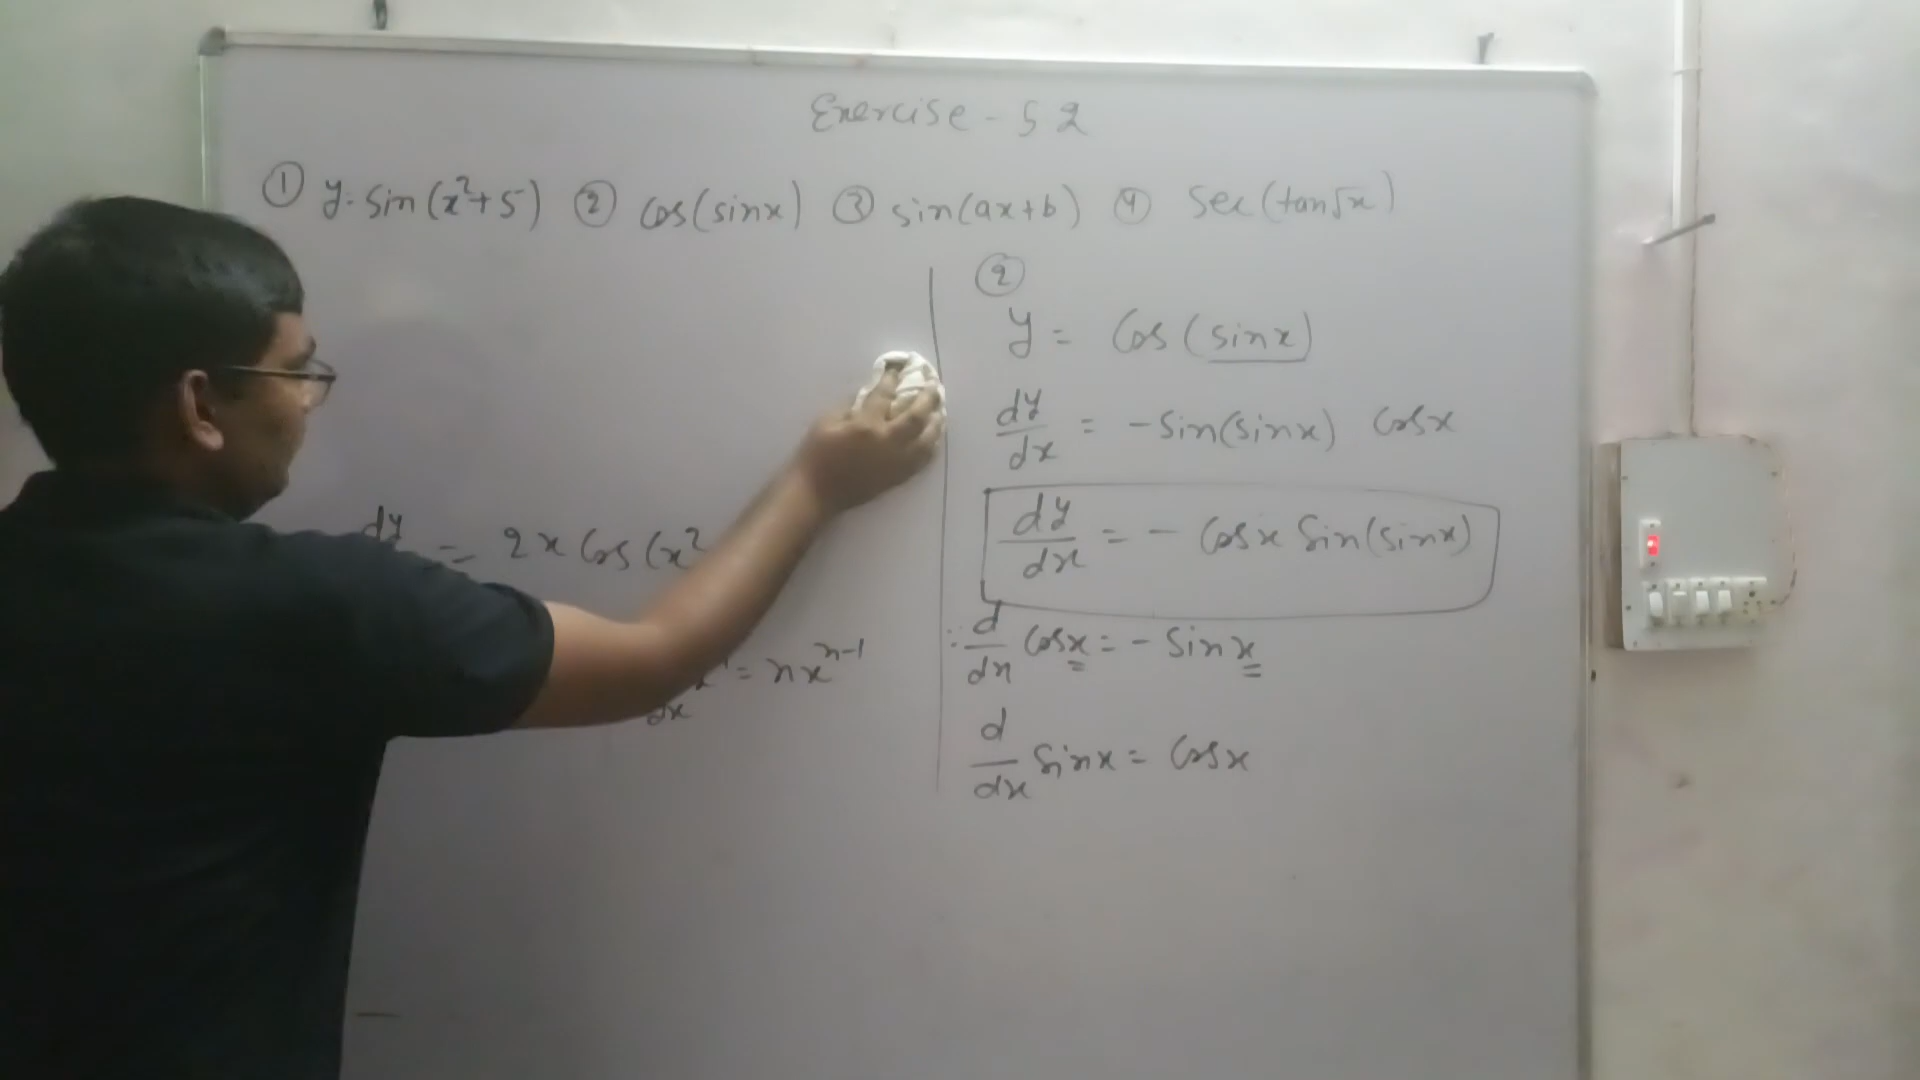 Exercise - 5 2
① y = sin(x²+5) ② cos(sinx) ③ sin(ax+b) ④ sec(tan√x)
dy
= 2x cos(x²
= nxⁿ⁻¹
dx
②
y = cos(sinx)
dy/dx = -sin(sinx) cosx
dy/dx = - cosx sin(sinx)
∵ d/dx cosx = - sinx
d/dx sinx = cosx